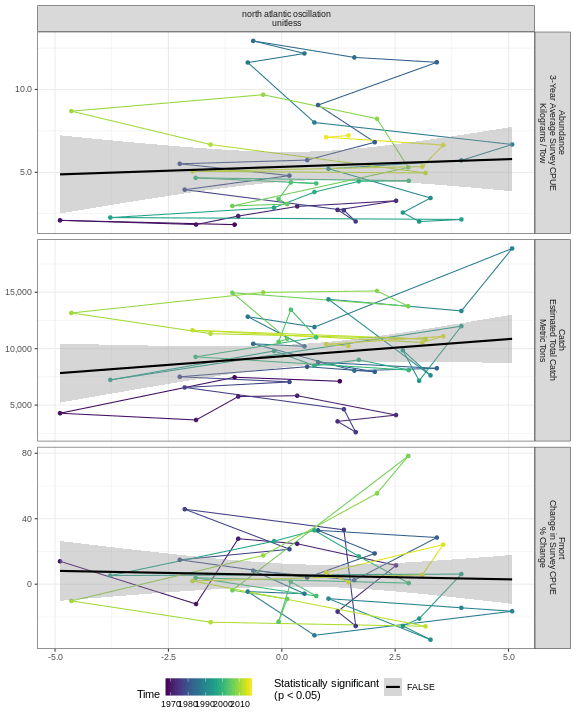 north atlantic oscillation
unitless
10.0
5.0
Abundance
3-Year Average Survey CPUE
Kilograms / Tow
15,000
10,000
5,000
Catch
Estimated Total Catch
Metric Tons
80
40
0
Fmort
Change in Survey CPUE
% Change
-5.0 -2.5 0.0 2.5 5.0
Time
1970 1980 1990 2000 2010
Statistically significant
(p < 0.05)
FALSE